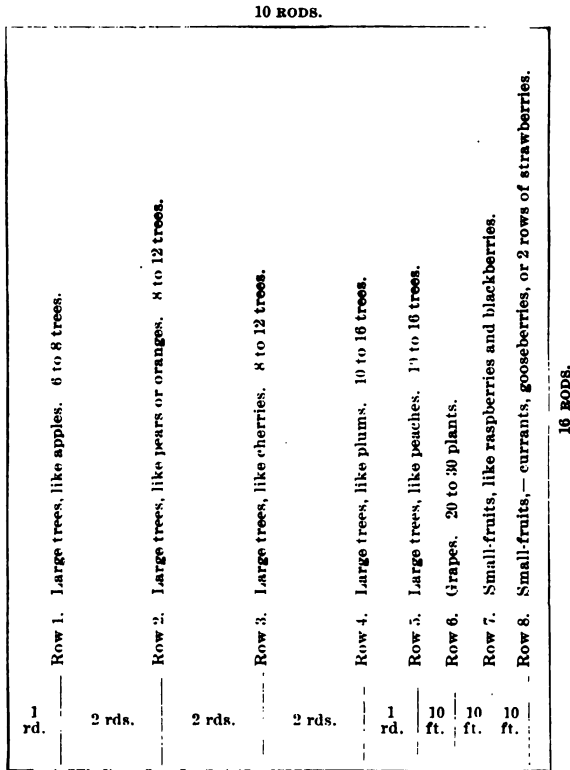 10 RODS.
Row 1. Large trees, like apples. 6 to 8 trees.
Row 2. Large trees, like pears or oranges. 8 to 12 trees.
Row 3. Large trees, like cherries. 8 to 12 trees.
Row 4. Large trees, like plums. 10 to 16 trees.
Row 5. Large trees, like peaches. 10 to 16 trees.
Row 6. Grapes. 20 to 30 plants.
Row 7. Small-fruits, like raspberries and blackberries.
Row 8. Small-fruits,— currants, gooseberries, or 2 rows of strawberries.
16 RODS.
1 rd.
2 rds.
2 rds.
2 rds.
1 rd.
10 ft.
10 ft.
10 ft.